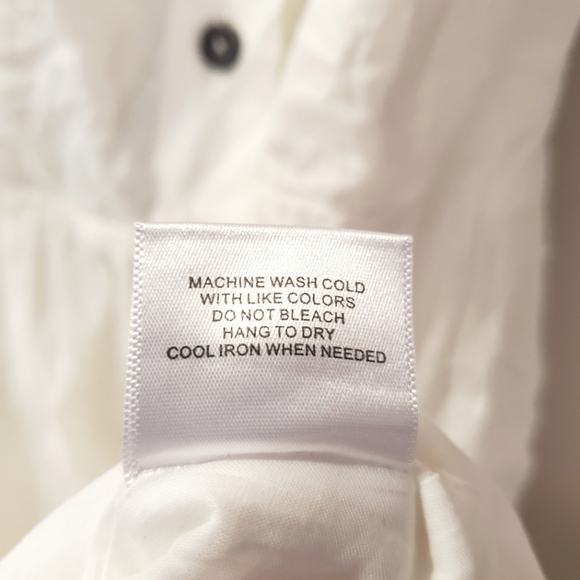 MACHINE WASH COLD
WITH LIKE COLORS
DO NOT BLEACH
HANG TO DRY
COOL IRON WHEN NEEDED